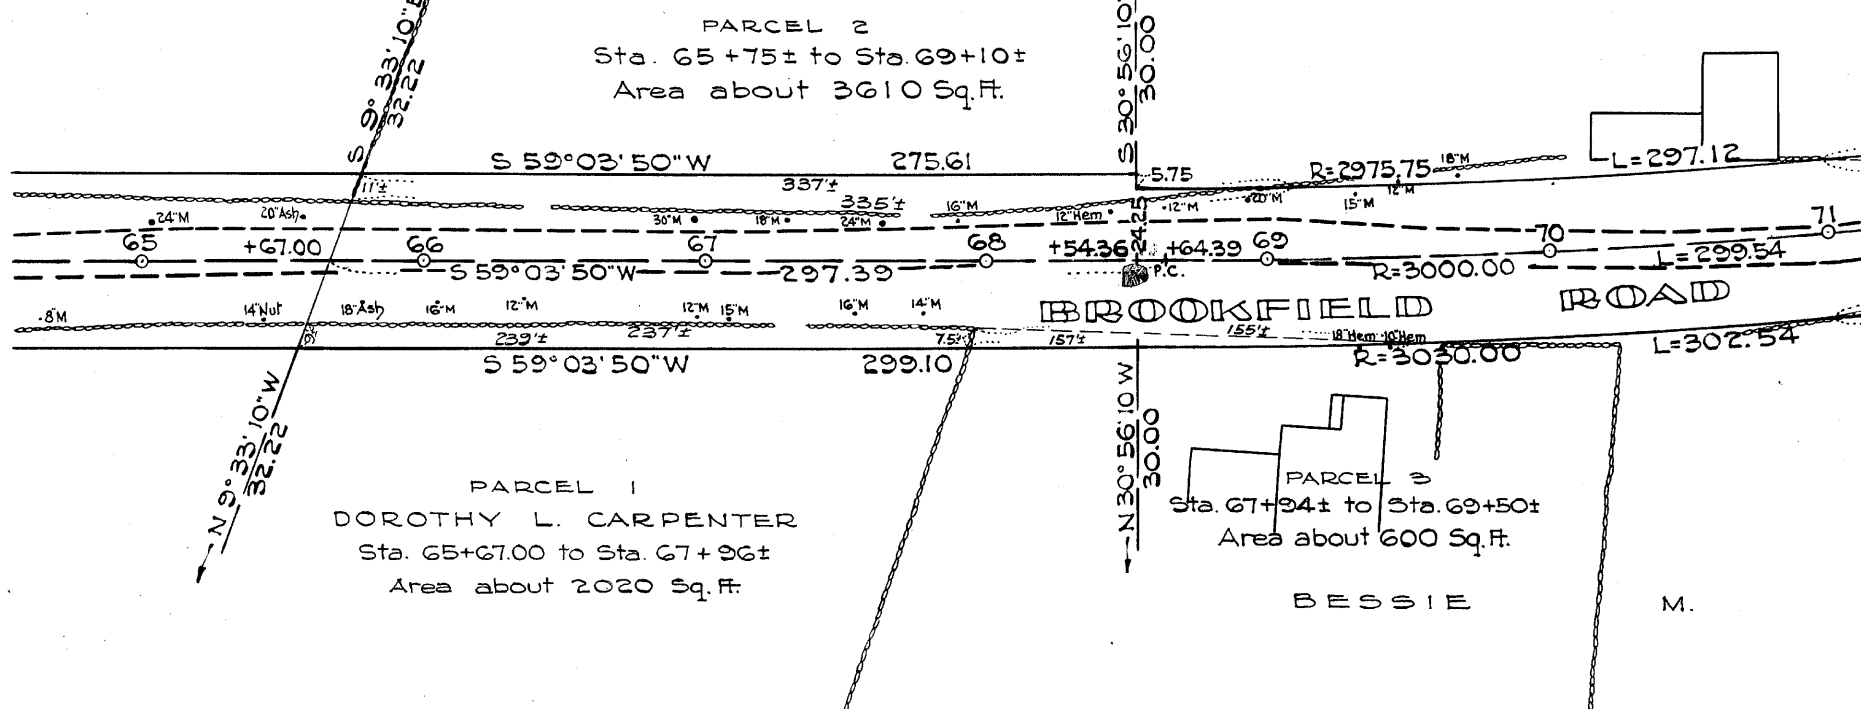 PARCEL 2
Sta. 65+75± to Sta. 69+10±
Area about 3610 Sq.Ft.
S 9° 33' 10" E
32.22
S 30° 56' 10"
30.00
S 59° 03' 50" W 275.61
5.75
R=2975.75
18"M
L=297.12
11'±
337'±
335'±
24"M
20"Ash
30"M
18"M
24"M
16"M
12"Hem
12"M
20"M
15"M
12"M
24.25
65
+67.00
66
67
68
+54.36
+64.39
69
70
71
S 59° 03' 50" W 297.39
P.C.
R=3000.00
L=299.54
BROOKFIELD ROAD
8"M
14"Nut
18"Ash
16"M
12"M
12"M
15"M
16"M
14"M
239'±
237'±
7.5'±
157'±
155'±
18"Hem
10"Hem
S 59° 03' 50" W 299.10
R=3030.00
L=302.54
N 9° 33' 10" W
32.22
N 30° 56' 10 W
30.00
PARCEL 1
DOROTHY L. CARPENTER
Sta. 65+67.00 to Sta. 67+96±
Area about 2020 Sq. Ft.
PARCEL 3
Sta. 67+94± to Sta. 69+50±
Area about 600 Sq. Ft.
BESSIE M.